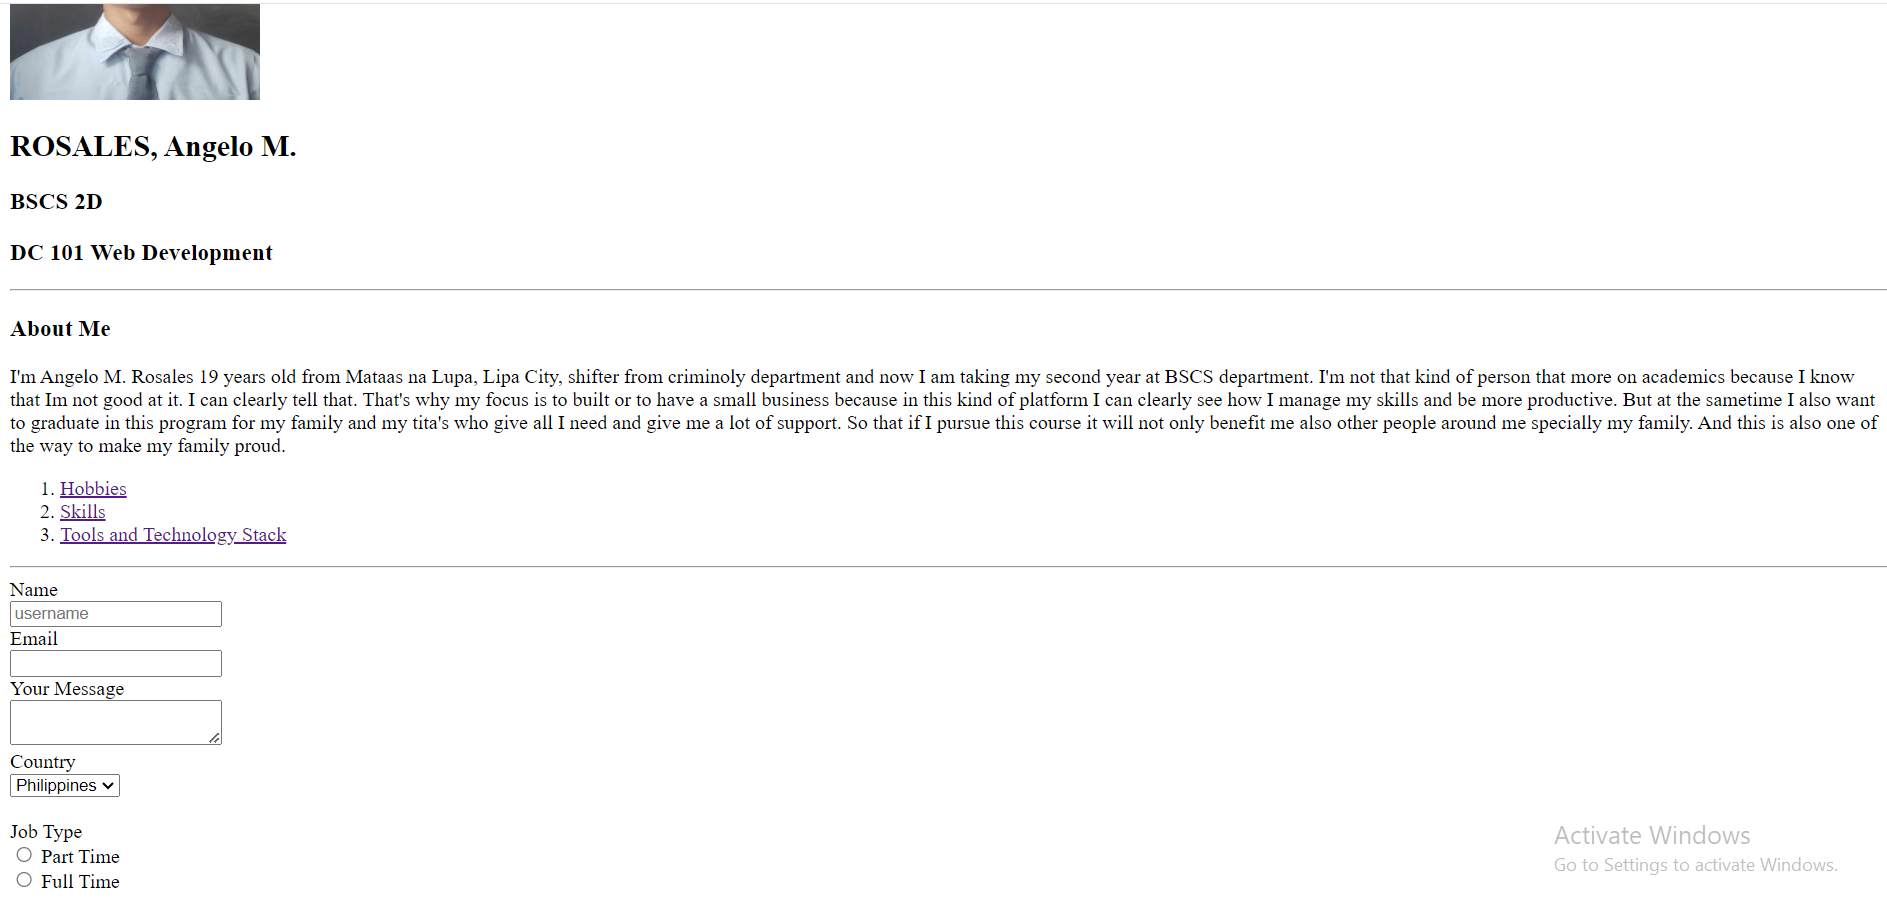 ROSALES, Angelo M.
BSCS 2D
DC 101 Web Development
About Me
I'm Angelo M. Rosales 19 years old from Mataas na Lupa, Lipa City, shifter from criminoly department and now I am taking my second year at BSCS department. I'm not that kind of person that more on academics because I know
that Im not good at it. I can clearly tell that. That's why my focus is to built or to have a small business because in this kind of platform I can clearly see how I manage my skills and be more productive. But at the sametime I also want
to graduate in this program for my family and my tita's who give all I need and give me a lot of support. So that if I pursue this course it will not only benefit me also other people around me specially my family. And this is also one of
the way to make my family proud.
1. Hobbies
2. Skills
3. Tools and Technology Stack
Name
username
Email
Your Message
Country
Philippines
Job Type
Part Time
Full Time
Activate Windows
Go to Settings to activate Windows.